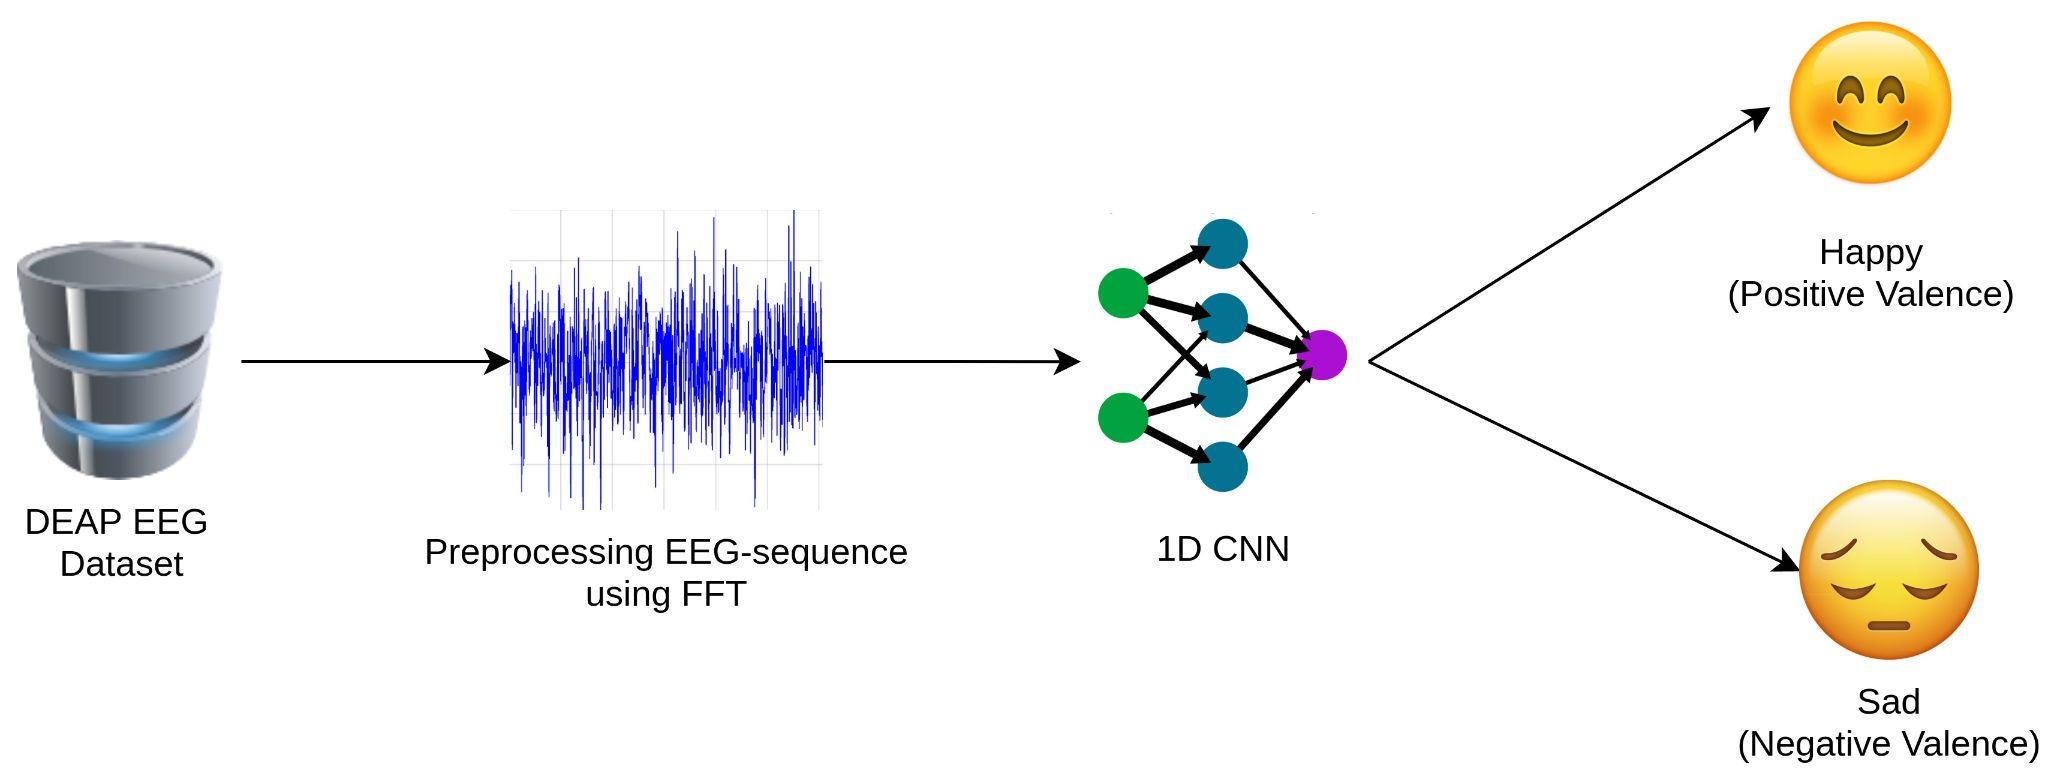 DEAP EEG
Dataset
Preprocessing EEG-sequence
using FFT
1D CNN
Happy
(Positive Valence)
Sad
(Negative Valence)